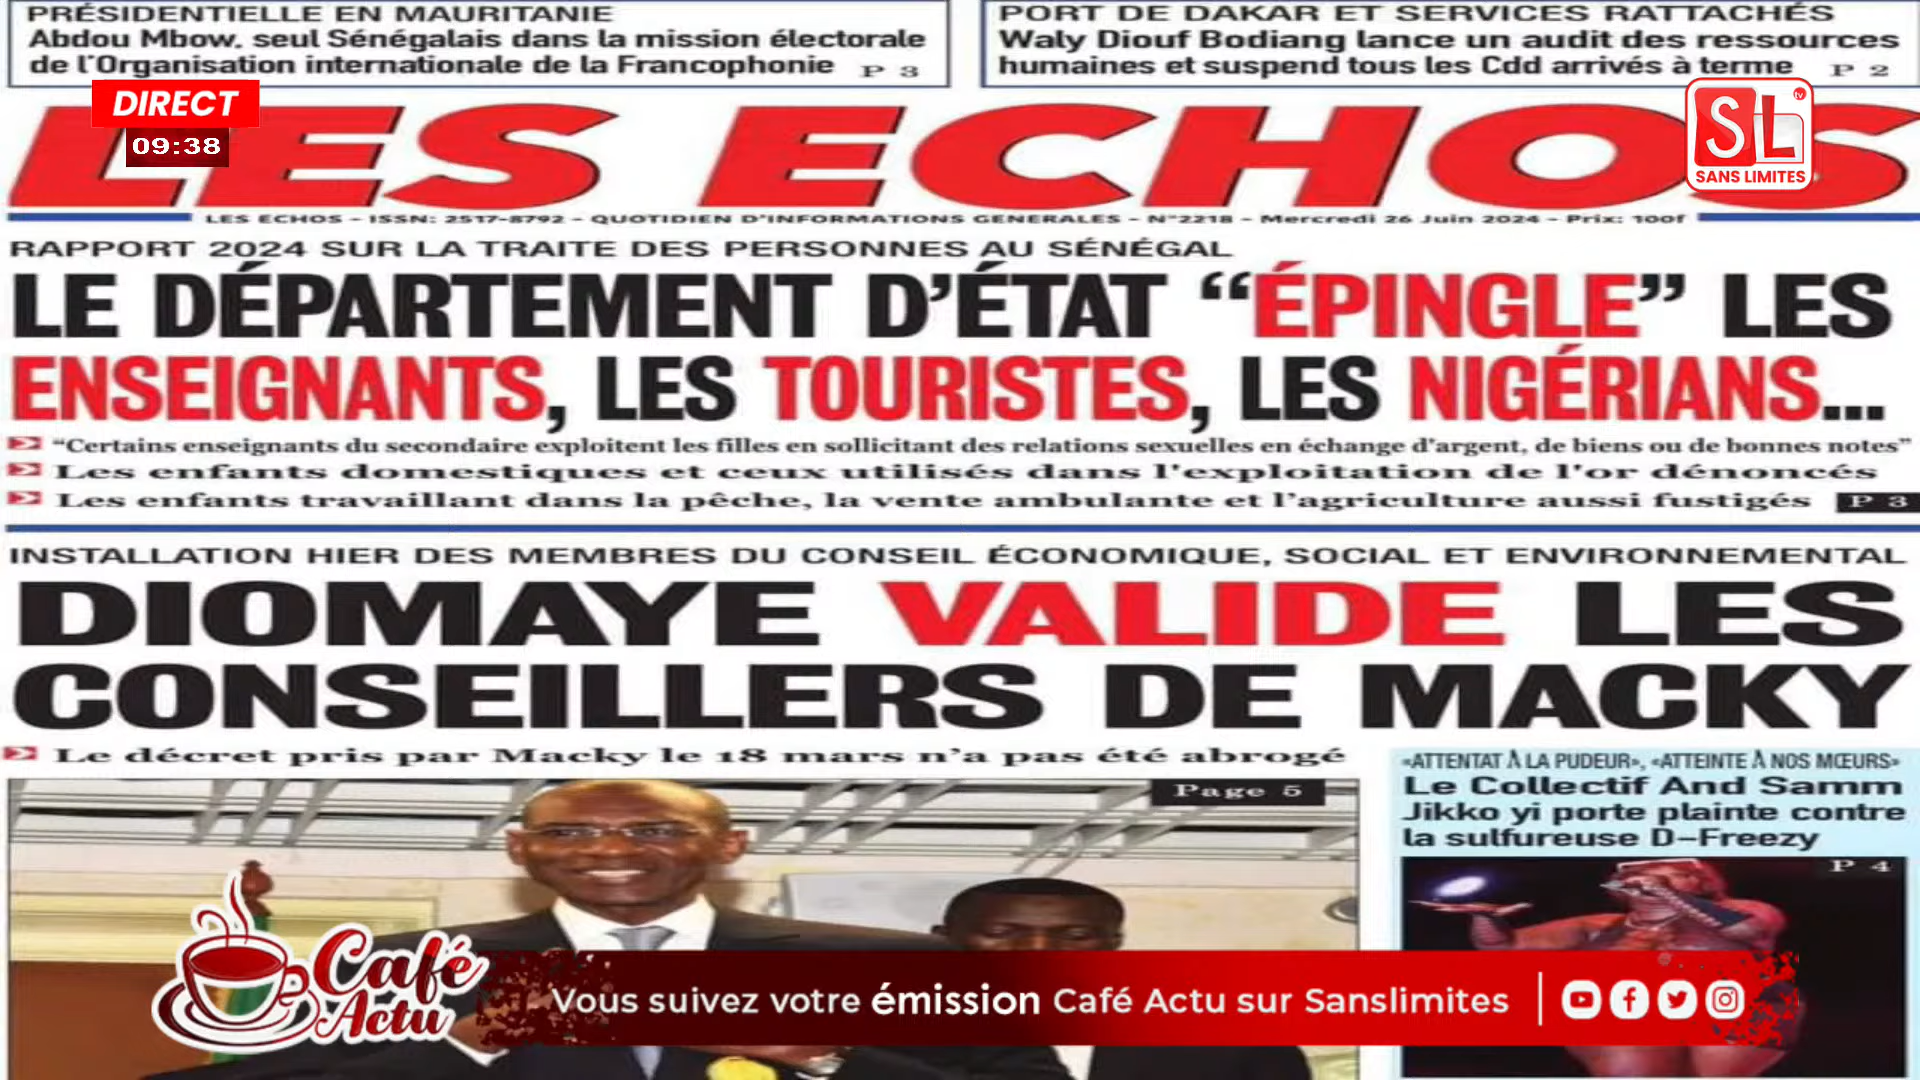 PRÉSIDENTIELLE EN MAURITANIE
Abdou Mbow, seul Sénégalais dans la mission électorale
de l'Organisation internationale de la Francophonie P 3
PORT DE DAKAR ET SERVICES RATTACHÉS
Waly Diouf Bodiang lance un audit des ressources
humaines et suspend tous les Cdd arrivés à terme P 2
DIRECT
09:38
LES ECHOS
SL tv
SANS LIMITES
LES ECHOS - ISSN: 2517-8792 - QUOTIDIEN D'INFORMATIONS GENERALES - N°2218 - Mercredi 26 Juin 2024 - Prix: 100f
RAPPORT 2024 SUR LA TRAITE DES PERSONNES AU SÉNÉGAL
LE DÉPARTEMENT D'ÉTAT “ÉPINGLE” LES
ENSEIGNANTS, LES TOURISTES, LES NIGÉRIANS...
“Certains enseignants du secondaire exploitent les filles en sollicitant des relations sexuelles en échange d'argent, de biens ou de bonnes notes”
Les enfants domestiques et ceux utilisés dans l'exploitation de l'or dénoncés
Les enfants travaillant dans la pêche, la vente ambulante et l'agriculture aussi fustigés P 3
INSTALLATION HIER DES MEMBRES DU CONSEIL ÉCONOMIQUE, SOCIAL ET ENVIRONNEMENTAL
DIOMAYE VALIDE LES
CONSEILLERS DE MACKY
Le décret pris par Macky le 18 mars n'a pas été abrogé
Page 5
«ATTENTAT À LA PUDEUR», «ATTEINTE À NOS MŒURS»
Le Collectif And Samm
Jikko yi porte plainte contre
la sulfureuse D-Freezy
P 4
Café
Actu
Vous suivez votre émission Café Actu sur Sanslimites